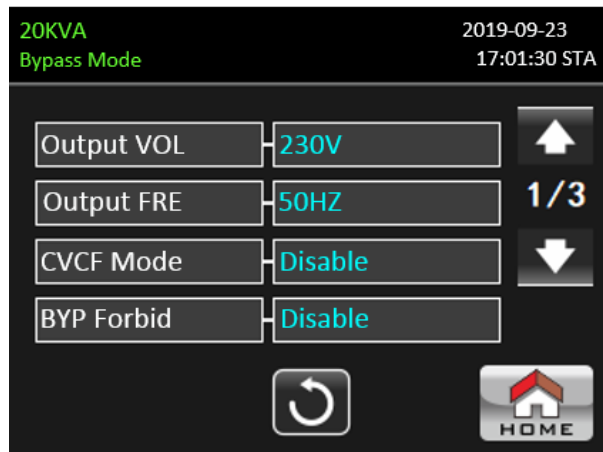 20KVA
2019-09-23
Bypass Mode
17:01:30 STA
Output VOL
230V
Output FRE
50HZ
1/3
CVCF Mode
Disable
BYP Forbid
Disable
HOME